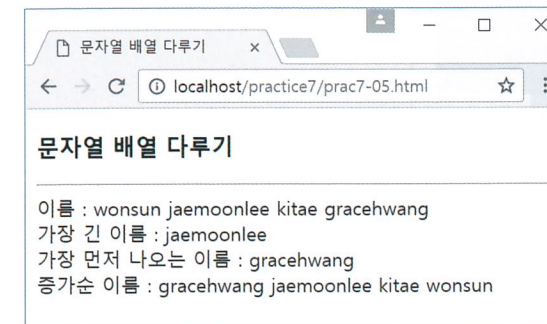 문자열 배열 다루기
localhost/practice7/prac7-05.html
문자열 배열 다루기
이름 : wonsun jaemoonlee kitae gracehwang
가장 긴 이름 : jaemoonlee
가장 먼저 나오는 이름 : gracehwang
증가순 이름 : gracehwang jaemoonlee kitae wonsun